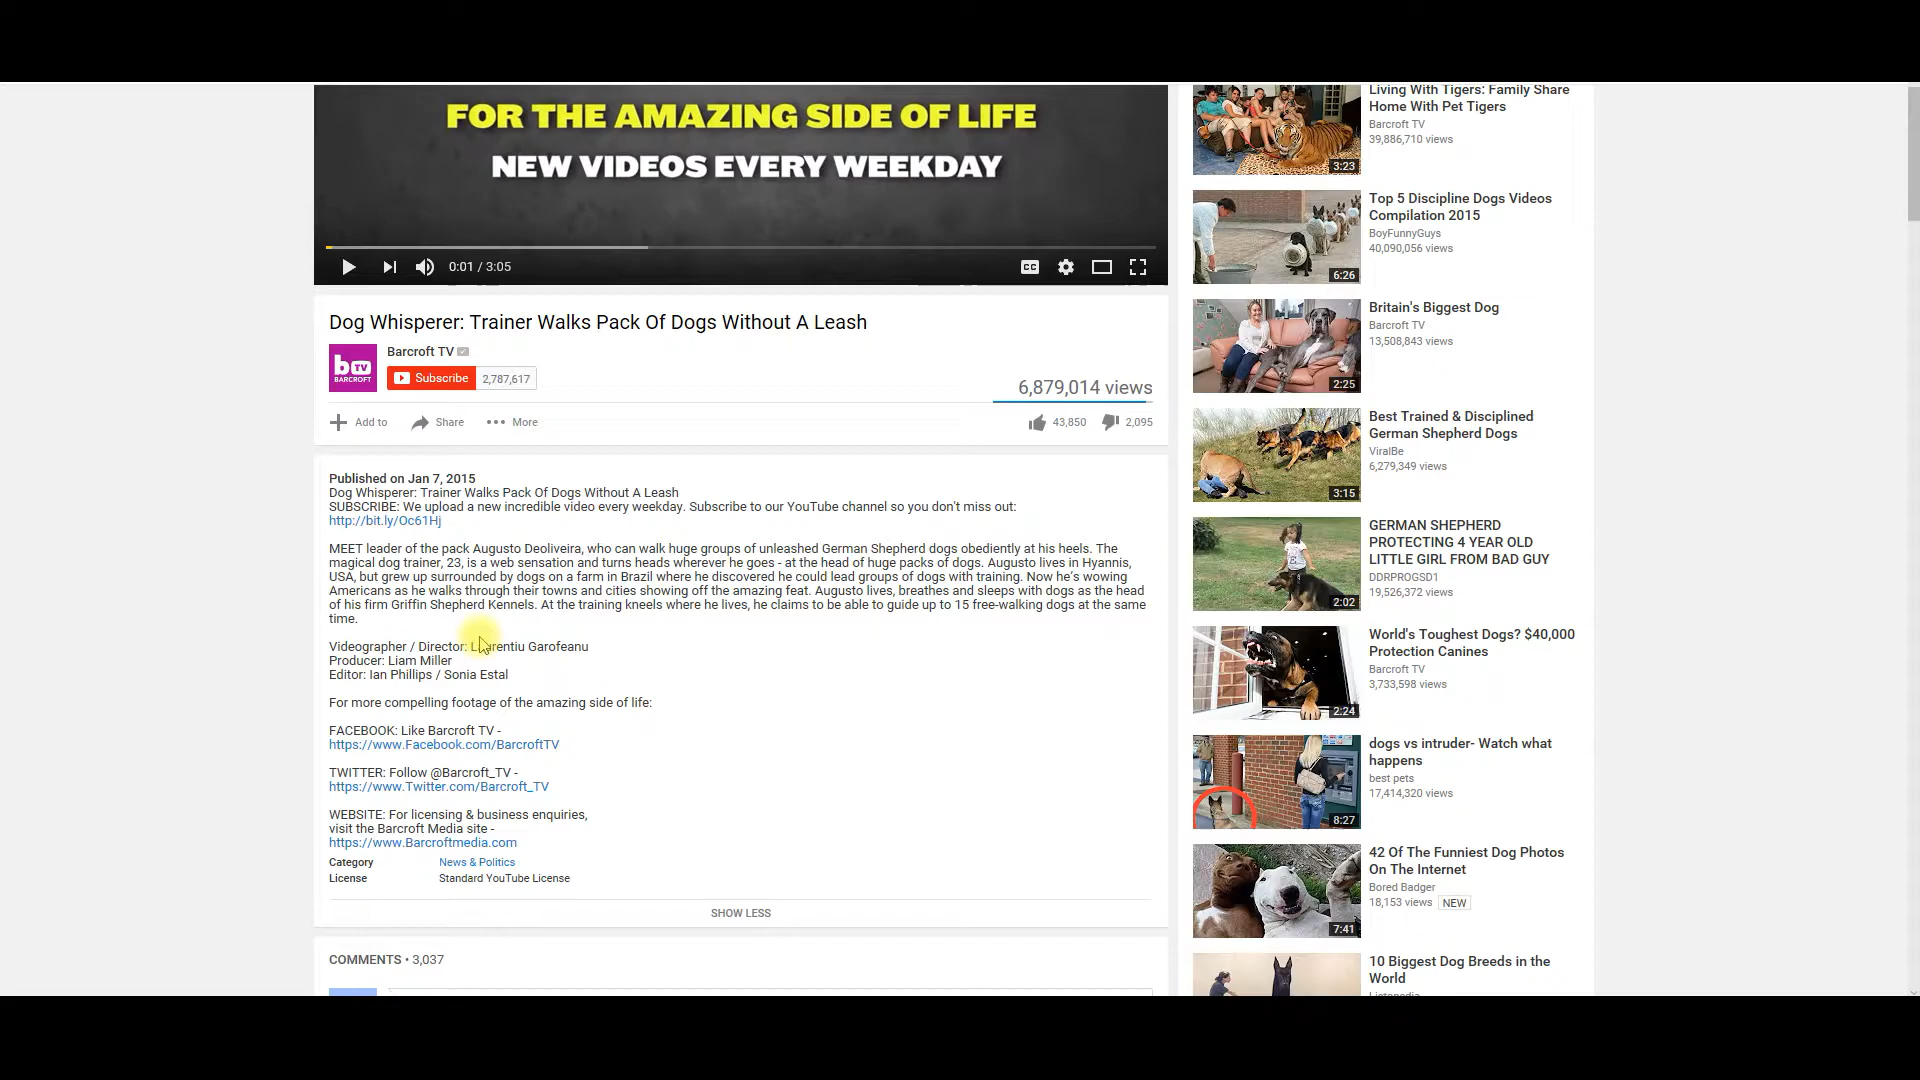 FOR THE AMAZING SIDE OF LIFE
NEW VIDEOS EVERY WEEKDAY
0:01 / 3:05
CC
Dog Whisperer: Trainer Walks Pack Of Dogs Without A Leash
bTV
BARCROFT
Barcroft TV
Subscribe 2,787,617
6,879,014 views
Add to Share More
43,850 2,095
Published on Jan 7, 2015
Dog Whisperer: Trainer Walks Pack Of Dogs Without A Leash
SUBSCRIBE: We upload a new incredible video every weekday. Subscribe to our YouTube channel so you don't miss out:
http://bit.ly/Oc61Hj
MEET leader of the pack Augusto Deoliveira, who can walk huge groups of unleashed German Shepherd dogs obediently at his heels. The
magical dog trainer, 23, is a web sensation and turns heads wherever he goes - at the head of huge packs of dogs. Augusto lives in Hyannis,
USA, but grew up surrounded by dogs on a farm in Brazil where he discovered he could lead groups of dogs with training. Now he's wowing
Americans as he walks through their towns and cities showing off the amazing feat. Augusto lives, breathes and sleeps with dogs as the head
of his firm Griffin Shepherd Kennels. At the training kneels where he lives, he claims to be able to guide up to 15 free-walking dogs at the same
time.
Videographer / Director: Laurentiu Garofeanu
Producer: Liam Miller
Editor: Ian Phillips / Sonia Estal
For more compelling footage of the amazing side of life:
FACEBOOK: Like Barcroft TV -
https://www.Facebook.com/BarcroftTV
TWITTER: Follow @Barcroft_TV -
https://www.Twitter.com/Barcroft_TV
WEBSITE: For licensing & business enquiries,
visit the Barcroft Media site -
https://www.Barcroftmedia.com
Category News & Politics
License Standard YouTube License
SHOW LESS
COMMENTS • 3,037
Living With Tigers: Family Share
Home With Pet Tigers
Barcroft TV
39,886,710 views
3:23
Top 5 Discipline Dogs Videos
Compilation 2015
BoyFunnyGuys
40,090,056 views
6:26
Britain's Biggest Dog
Barcroft TV
13,508,843 views
2:25
Best Trained & Disciplined
German Shepherd Dogs
ViralBe
6,279,349 views
3:15
GERMAN SHEPHERD
PROTECTING 4 YEAR OLD
LITTLE GIRL FROM BAD GUY
DDRPROGSD1
19,526,372 views
2:02
World's Toughest Dogs? $40,000
Protection Canines
Barcroft TV
3,733,598 views
2:24
dogs vs intruder- Watch what
happens
best pets
17,414,320 views
8:27
42 Of The Funniest Dog Photos
On The Internet
Bored Badger
18,153 views NEW
7:41
10 Biggest Dog Breeds in the
World